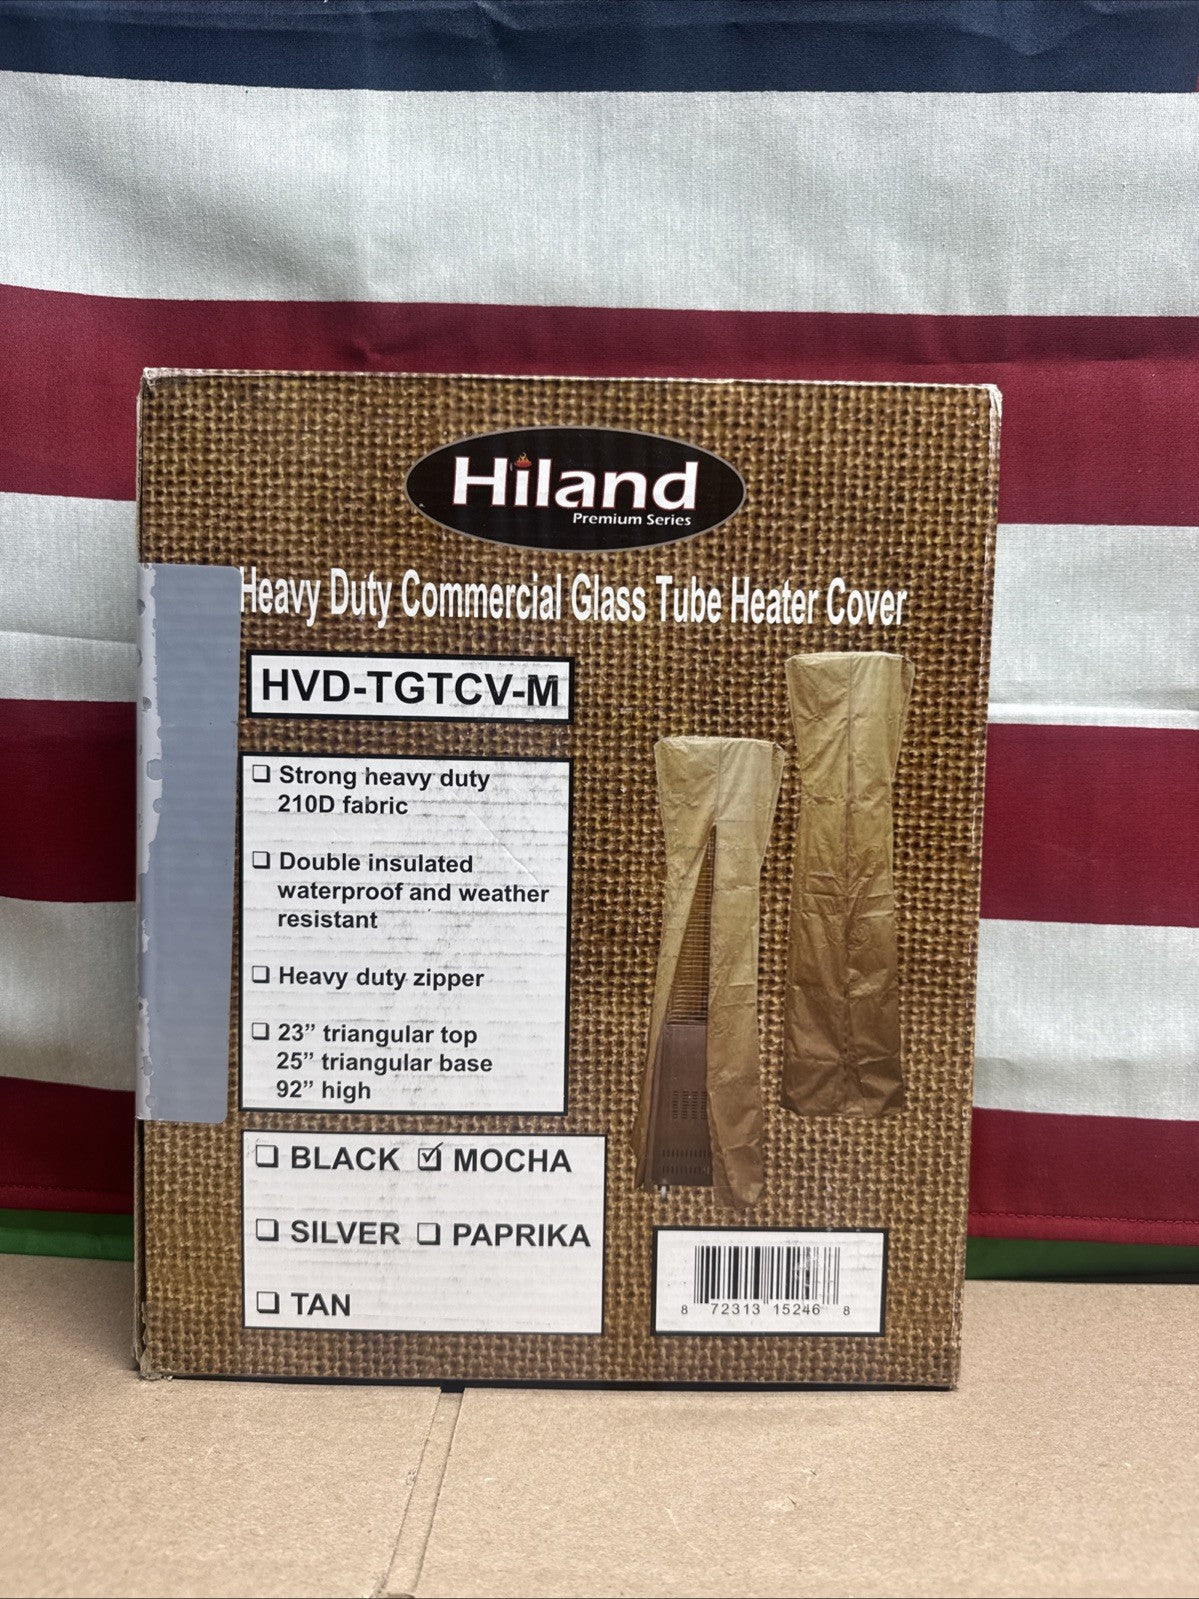 Hiland
Premium Series
Heavy Duty Commercial Glass Tube Heater Cover
HVD-TGTCV-M
❑ Strong heavy duty
210D fabric
❑ Double insulated
waterproof and weather
resistant
❑ Heavy duty zipper
❑ 23” triangular top
25” triangular base
92” high
❑ BLACK ☑ MOCHA
❑ SILVER ❑ PAPRIKA
❑ TAN
8 72313 15246 8